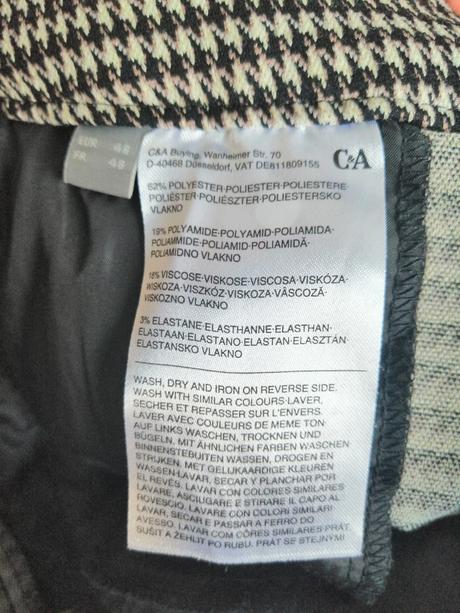 EUR 48
FR 48
C&A Buying, Wanheimer Str. 70
D-40468 Düsseldorf, VAT DE811809155
C&A
62% POLYESTER·POLIESTER·POLIESTERE·
POLIÉSTER·POLIÉSZTER·POLIESTERSKO
VLAKNO
19% POLYAMIDE·POLYAMID·POLIAMIDA·
POLIAMMIDE·POLIAMID·POLIAMIDĂ·
POLIAMIDNO VLAKNO
16% VISCOSE·VISKOSE·VISCOSA·VISKÓZA·
WISKOZA·VISZKÓZ·VISKOZA·VÂSCOZĂ·
VISKOZNO VLAKNO
3% ELASTANE·ELASTHANNE·ELASTHAN·
ELASTAAN·ELASTANO·ELASTAN·ELASZTÁN·
ELASTANSKO VLAKNO
WASH, DRY AND IRON ON REVERSE SIDE.
WASH WITH SIMILAR COLOURS·LAVER,
SECHER ET REPASSER SUR L'ENVERS.
LAVER AVEC COULEURS DE MEME TON·
AUF LINKS WASCHEN, TROCKNEN UND
BÜGELN. MIT ÄHNLICHEN FARBEN WASCHEN·
BINNENSTEBUITEN WASSEN, DROGEN EN
STRIJKEN. MET GELIJKAARDIGE KLEUREN
WASSEN·LAVAR, SECAR Y PLANCHAR POR
EL REVÉS. LAVAR CON COLORES SIMILARES·
LAVARE, ASCIUGARE E STIRARE IL CAPO AL
ROVESCIO. LAVARE CON COLORI SIMILARI·
LAVAR, SECAR E PASSAR A FERRO DO
AVESSO. LAVAR COM CÔRES SIMILARES·PRÁT,
SUŠIT A ŽEHLIT PO RUBU. PRÁT SE STEJNÝMI